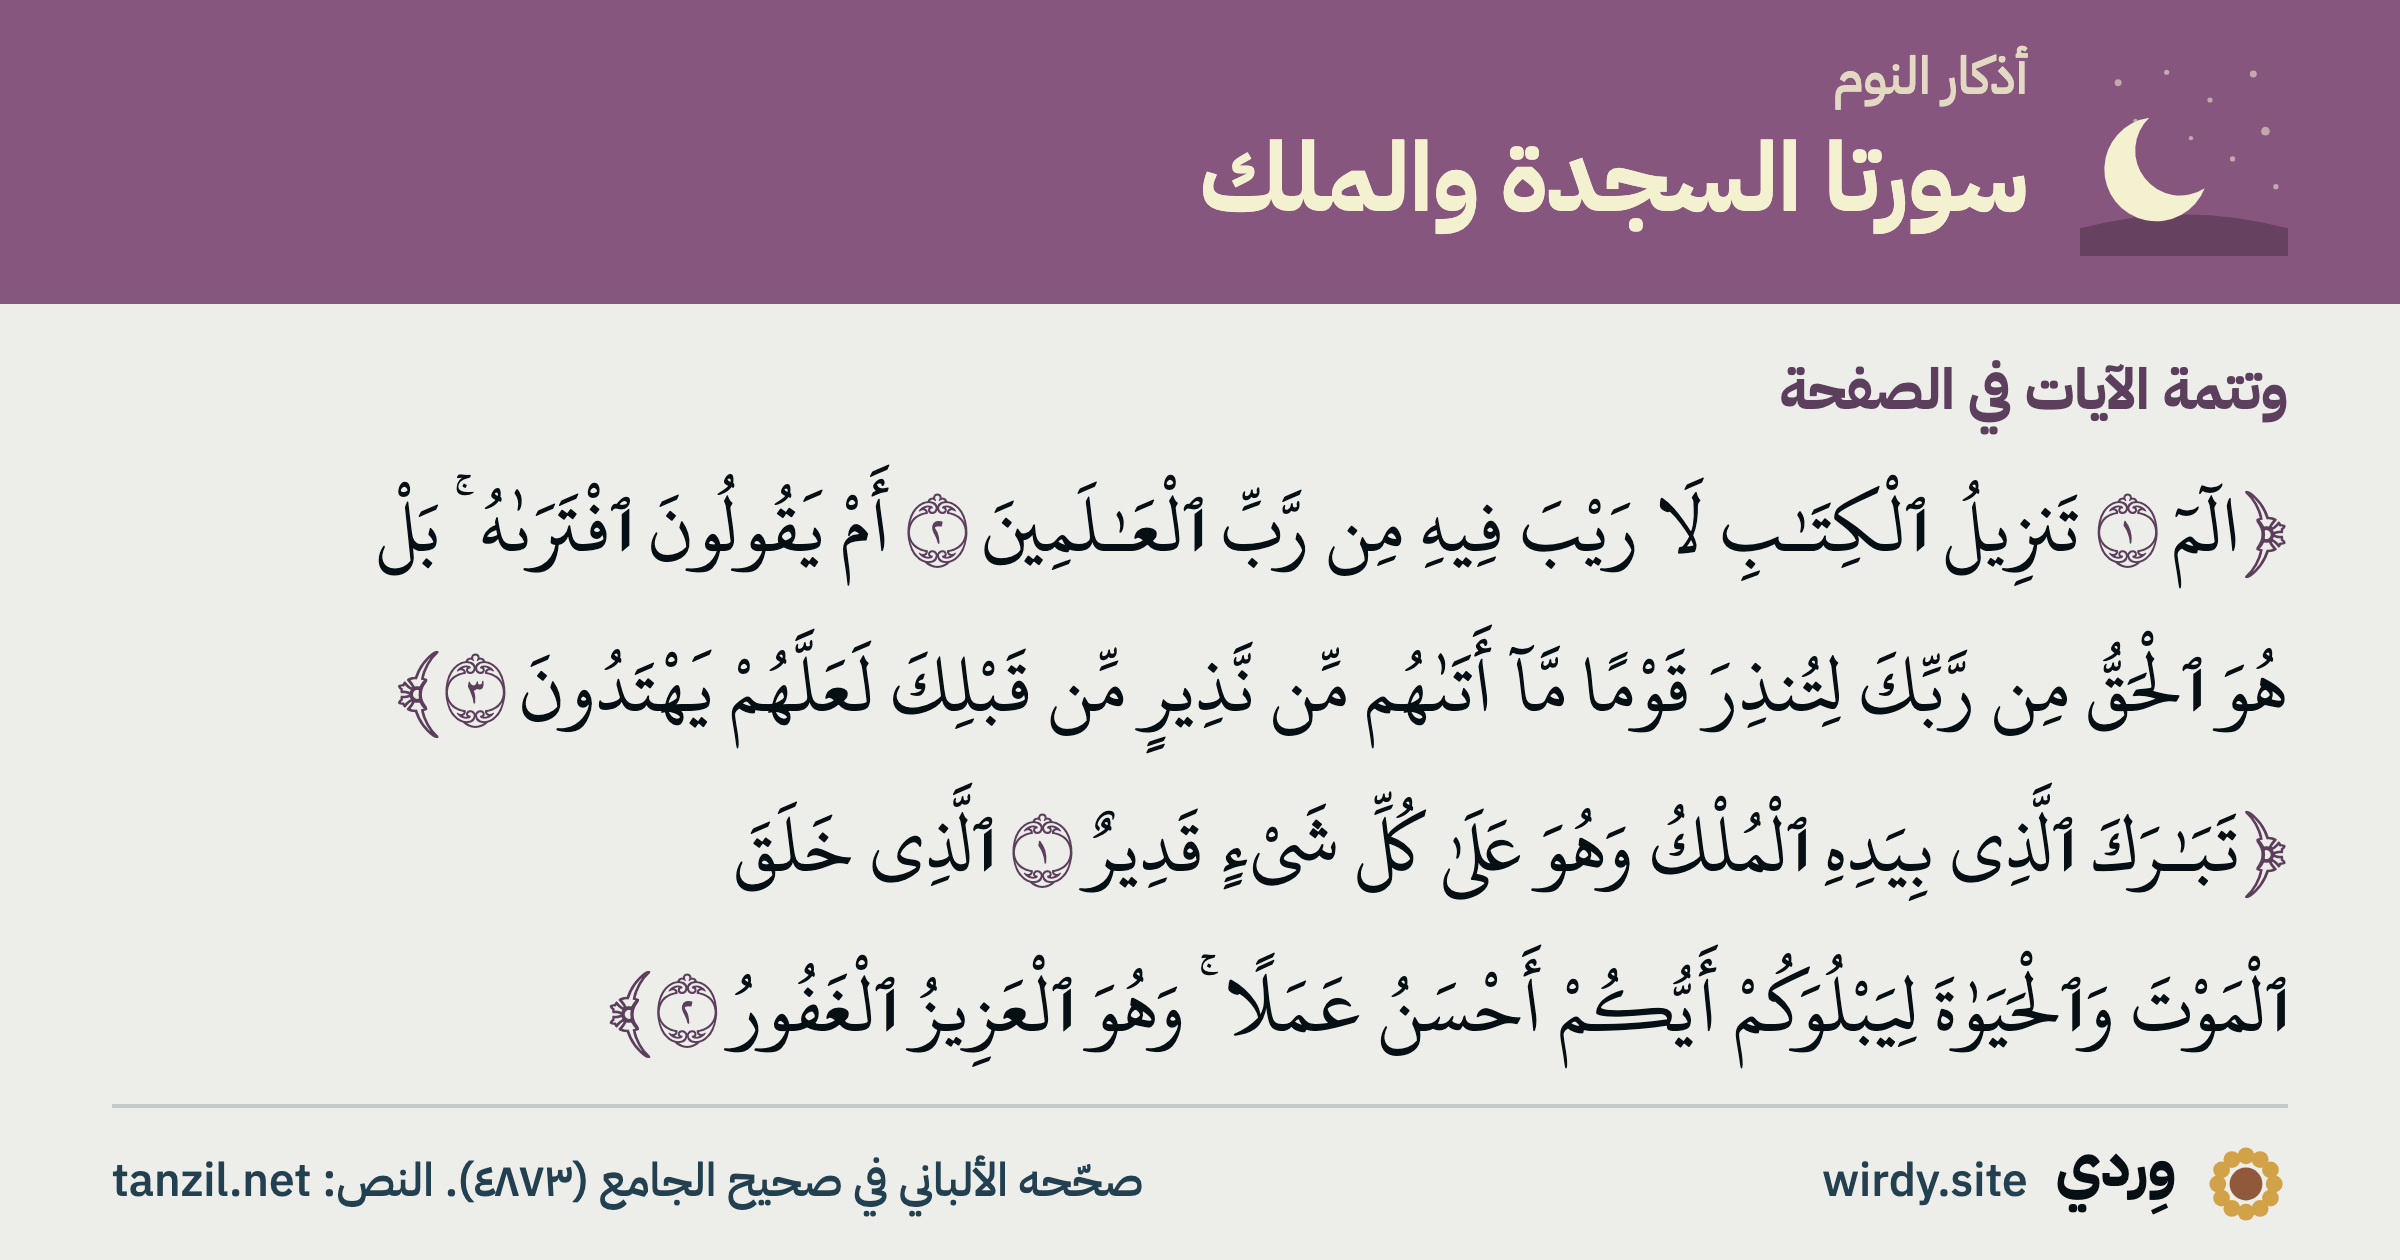 أذكار النوم
سورتا السجدة والملك
وتتمة الآيات في الصفحة
﴿الٓمٓ ۝١ تَنزِيلُ ٱلْكِتَـٰبِ لَا رَيْبَ فِيهِ مِن رَّبِّ ٱلْعَـٰلَمِينَ ۝٢ أَمْ يَقُولُونَ ٱفْتَرَىٰهُ ۚ بَلْ
هُوَ ٱلْحَقُّ مِن رَّبِّكَ لِتُنذِرَ قَوْمًا مَّآ أَتَىٰهُم مِّن نَّذِيرٍ مِّن قَبْلِكَ لَعَلَّهُمْ يَهْتَدُونَ ۝٣﴾
﴿تَبَـٰرَكَ ٱلَّذِى بِيَدِهِ ٱلْمُلْكُ وَهُوَ عَلَىٰ كُلِّ شَىْءٍ قَدِيرٌ ۝١ ٱلَّذِى خَلَقَ
ٱلْمَوْتَ وَٱلْحَيَوٰةَ لِيَبْلُوَكُمْ أَيُّكُمْ أَحْسَنُ عَمَلًا ۚ وَهُوَ ٱلْعَزِيزُ ٱلْغَفُورُ ۝٢﴾
وِردي wirdy.site
صحّحه الألباني في صحيح الجامع (٤٨٧٣). النص: tanzil.net